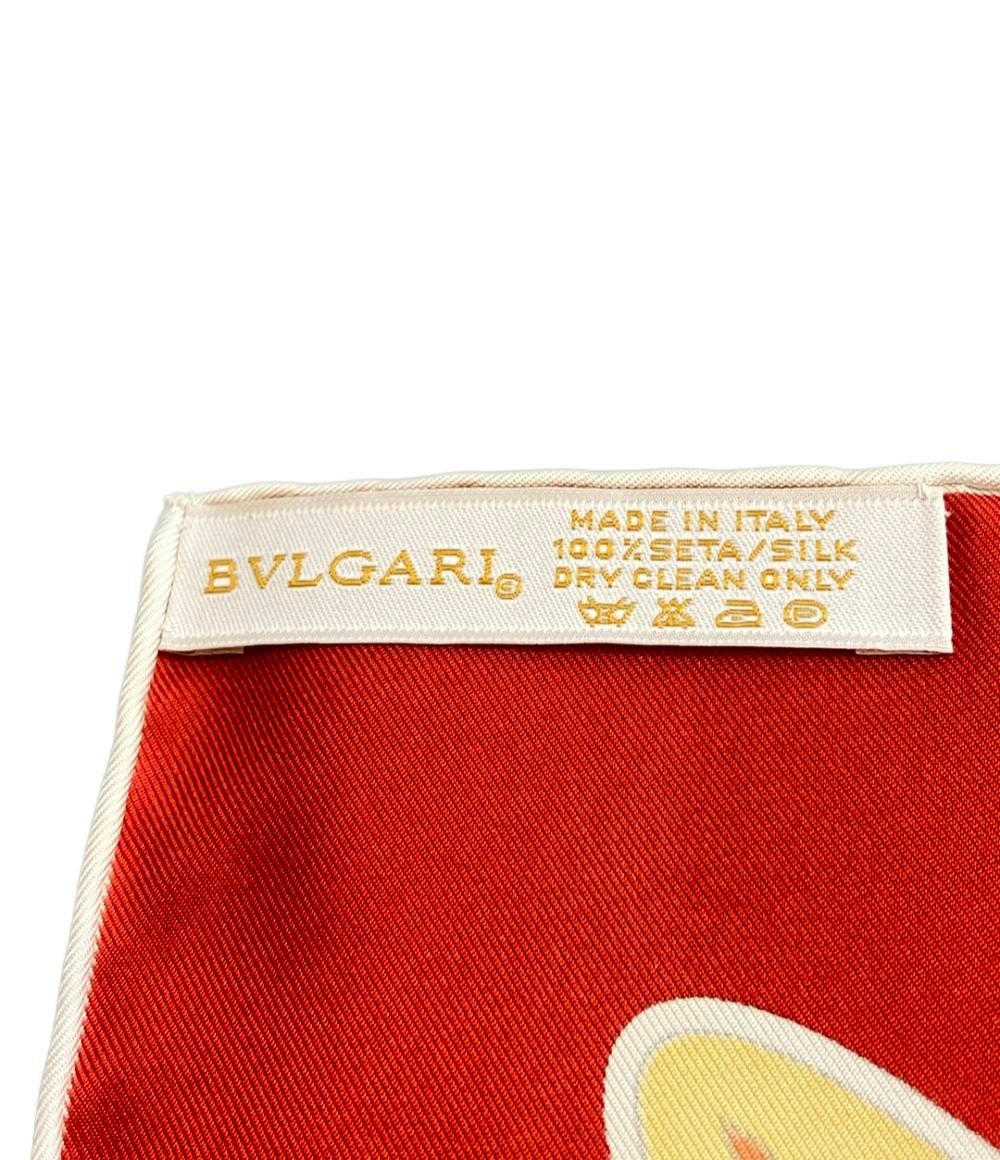 BVLGARI©
MADE IN ITALY
100%SETA/SILK
DRY CLEAN ONLY
P